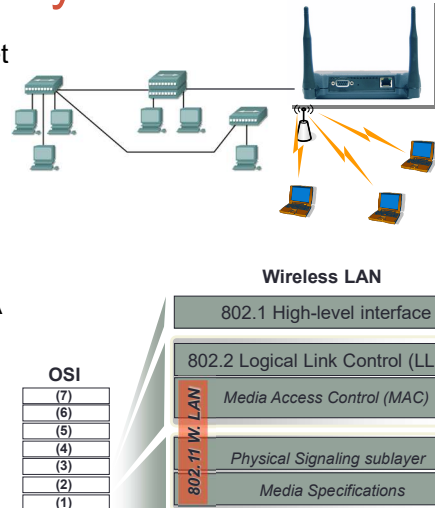 et
Wireless LAN
802.1 High-level interface
802.2 Logical Link Control (LL
Media Access Control (MAC)
802.11 W. LAN
Physical Signaling sublayer
Media Specifications
OSI
(7)
(6)
(5)
(4)
(3)
(2)
(1)